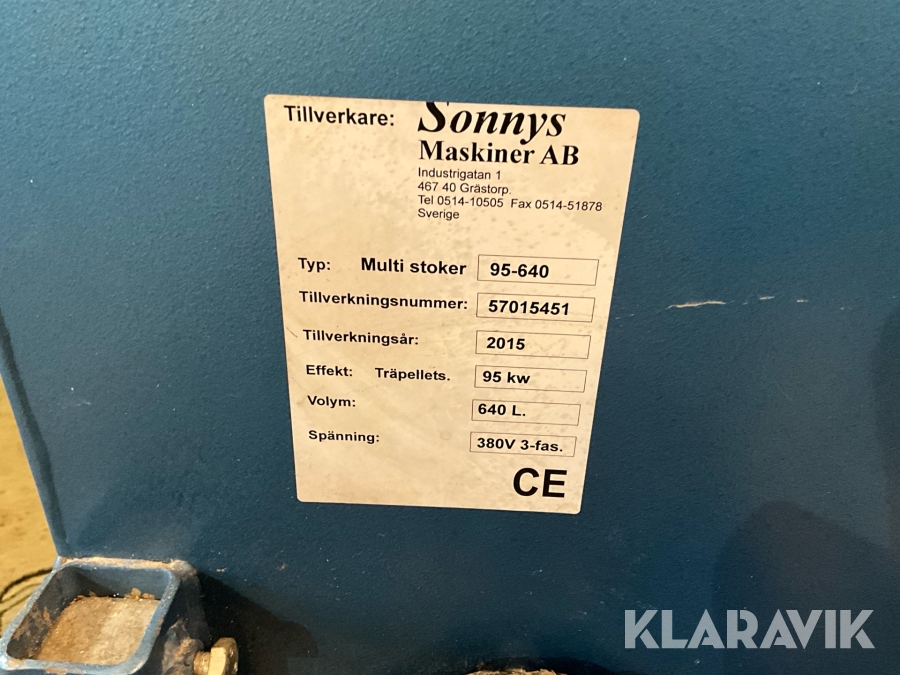 Tillverkare: Sonnys
Maskiner AB
Industrigatan 1
467 40 Grästorp.
Tel 0514-10505 Fax 0514-51878
Sverige
Typ: Multi stoker 95-640
Tillverkningsnummer: 57015451
Tillverkningsår: 2015
Effekt: Träpellets. 95 kw
Volym: 640 L.
Spänning: 380V 3-fas.
CE
KLARAVIK